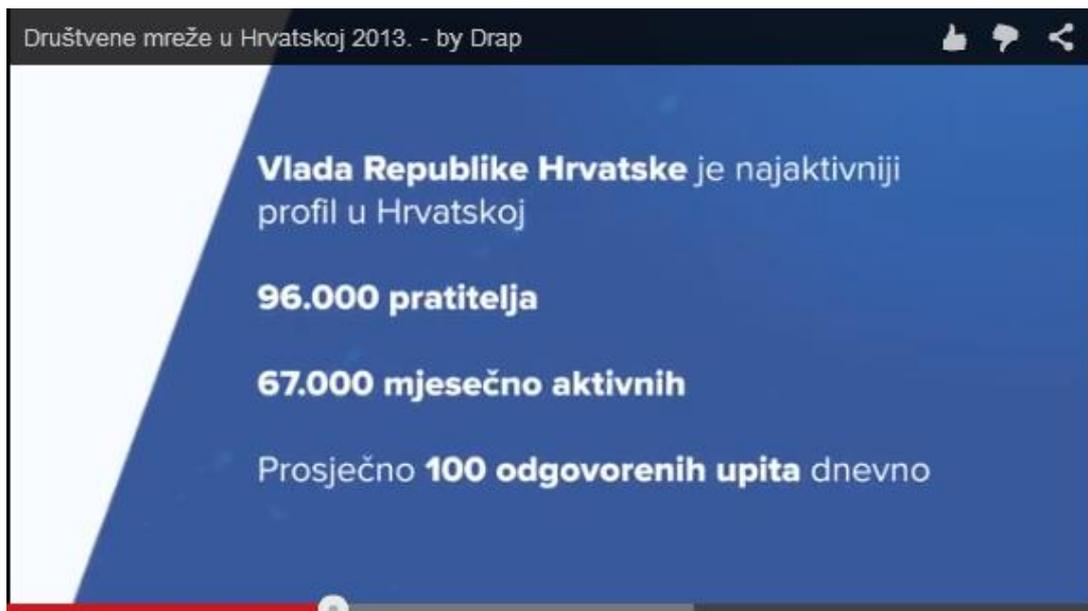 Društvene mreže u Hrvatskoj 2013. - by Drap
Vlada Republike Hrvatske je najaktivniji
profil u Hrvatskoj
96.000 pratitelja
67.000 mjesečno aktivnih
Prosječno 100 odgovorenih upita dnevno